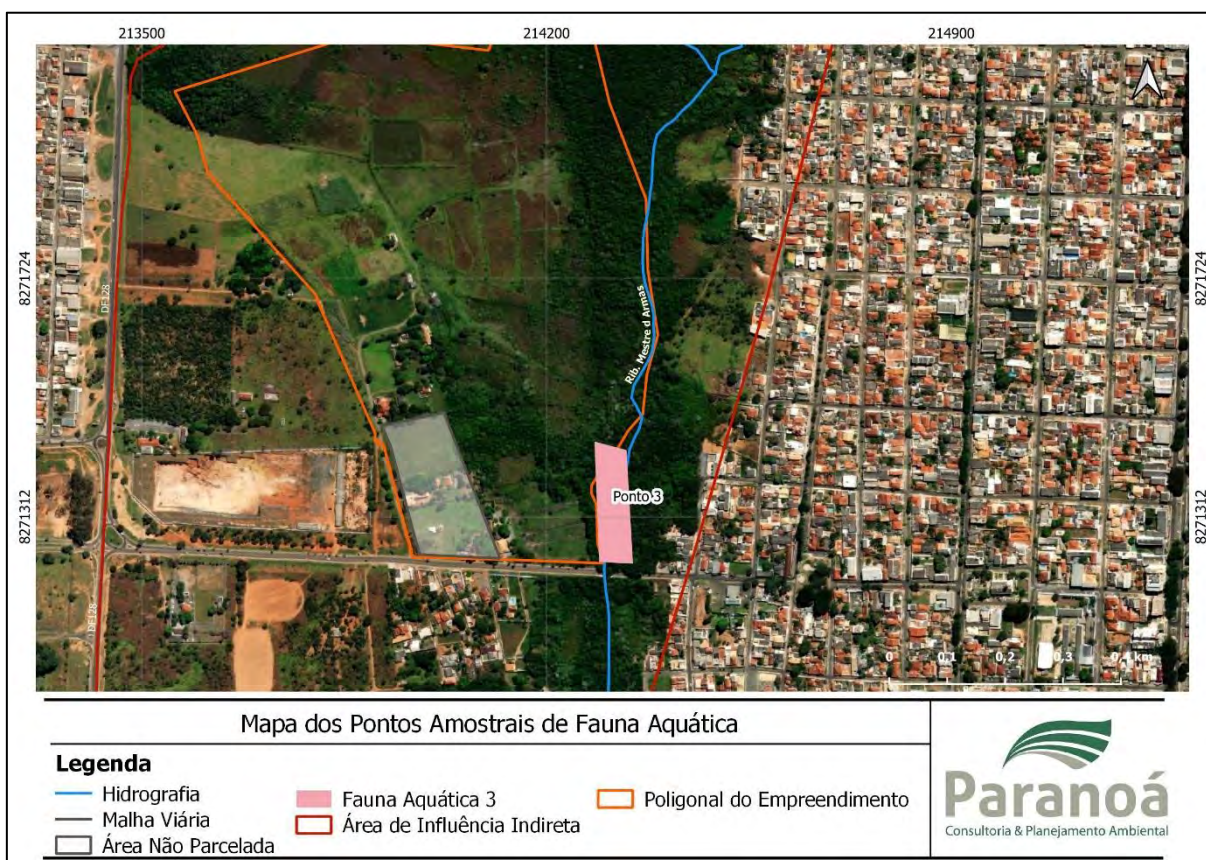 213500 214200 214900
8271724 8271724
DF128
Rib. Mestre d Armas
Ponto 3
8271312 8271312
DF128
0 0,1 0,2 0,3 0,4 km
Mapa dos Pontos Amostrais de Fauna Aquática
Legenda
Hidrografia
Malha Viária
Área Não Parcelada
Fauna Aquática 3
Área de Influência Indireta
Poligonal do Empreendimento
Paranoá
Consultoria & Planejamento Ambiental